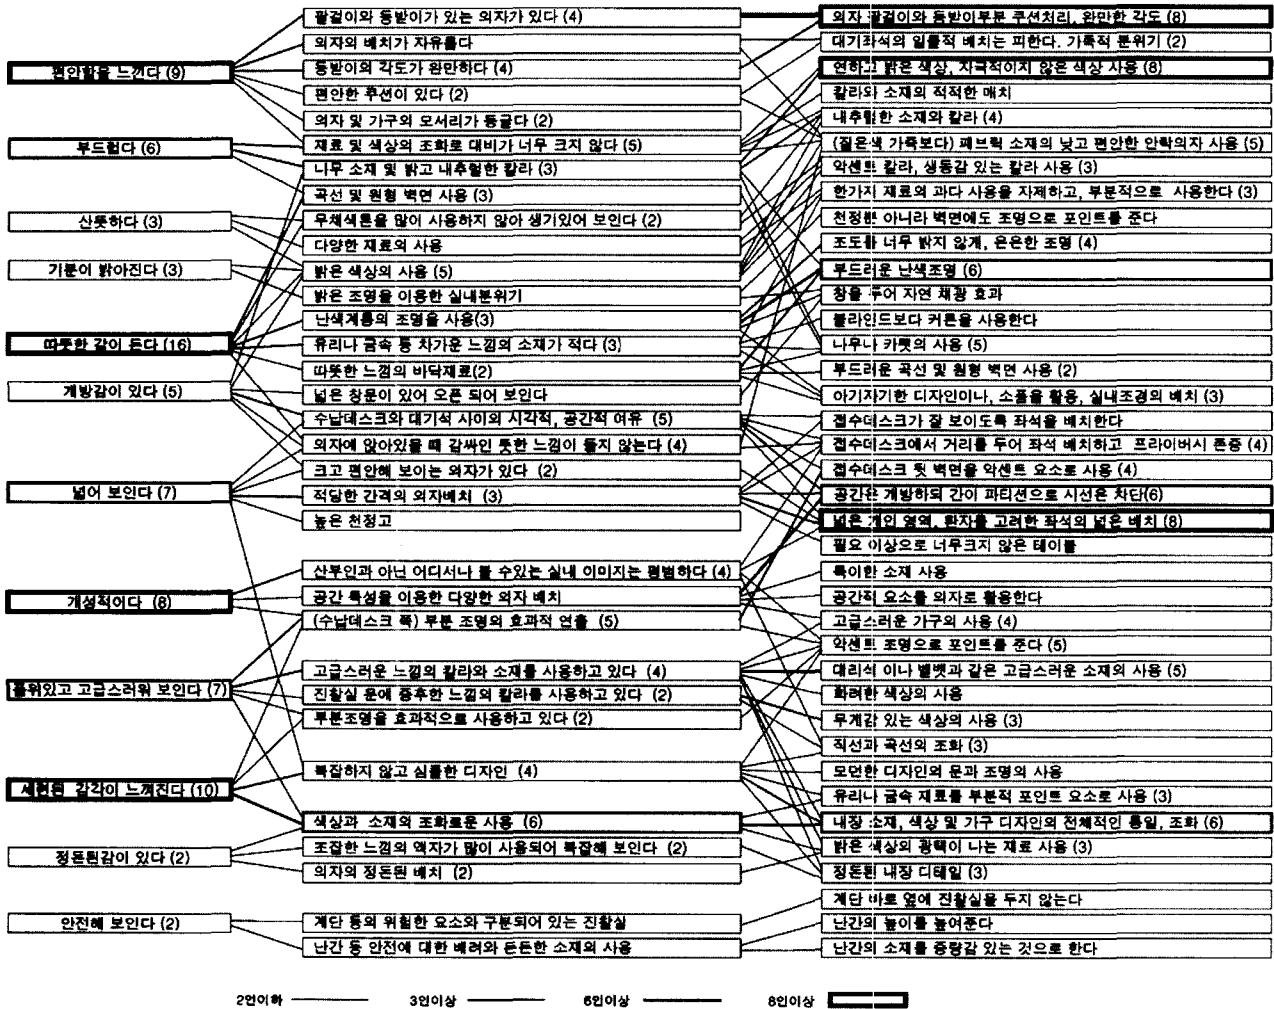 편안함을 느낀다 (9)
부드럽다 (6)
산뜻하다 (3)
기분이 밝아진다 (3)
따뜻한 감이 든다 (16)
개방감이 있다 (5)
넓어 보인다 (7)
개성적이다 (8)
품위있고 고급스러워 보인다 (7)
세련된 감각이 느껴진다 (10)
정돈된감이 있다 (2)
안전해 보인다 (2)
팔걸이와 등받이가 있는 의자가 있다 (4)
의자의 배치가 자유롭다
등받이의 각도가 완만하다 (4)
편안한 쿠션이 있다 (2)
의자 및 가구의 모서리가 둥글다 (2)
재료 및 색상의 조화로 대비가 너무 크지 않다 (5)
나무 소재 및 밝고 내추럴한 칼라 (3)
곡선 및 원형 벽면 사용 (3)
무채색톤을 많이 사용하지 않아 생기있어 보인다 (2)
다양한 재료의 사용
밝은 색상의 사용 (5)
밝은 조명을 이용한 실내분위기
난색계통의 조명을 사용(3)
유리나 금속 등 차가운 느낌의 소재가 적다 (3)
따뜻한 느낌의 바닥재료(2)
넓은 창문이 있어 오픈 되어 보인다
수납데스크와 대기석 사이의 시각적, 공간적 여유 (5)
의자에 앉아있을 때 감싸인 듯한 느낌이 들지 않는다 (4)
크고 편안해 보이는 의자가 있다 (2)
적당한 간격의 의자배치 (3)
높은 천정고
산부인과 아닌 어디서나 볼 수있는 실내 이미지는 평범하다 (4)
공간 특성을 이용한 다양한 의자 배치
(수납데스크 쪽) 부분 조명의 효과적 연출 (5)
고급스러운 느낌의 칼라와 소재를 사용하고 있다 (4)
진찰실 문에 중후한 느낌의 칼라를 사용하고 있다 (2)
부분조명을 효과적으로 사용하고 있다 (2)
복잡하지 않고 심플한 디자인 (4)
색상과 소재의 조화로운 사용 (6)
조잡한 느낌의 액자가 많이 사용되어 복잡해 보인다 (2)
의자의 정돈된 배치 (2)
계단 등의 위험한 요소와 구분되어 있는 진찰실
난간 등 안전에 대한 배려와 든든한 소재의 사용
의자 팔걸이와 등받이부분 쿠션처리, 완만한 각도 (8)
대기좌석의 일률적 배치는 피한다. 가족적 분위기 (2)
연하고 밝은 색상, 자극적이지 않은 색상 사용 (8)
칼라와 소재의 적적한 매치
내추럴한 소재와 칼라 (4)
(짙은색 가죽보다) 패브릭 소재의 낮고 편안한 안락의자 사용 (5)
악센트 칼라, 생동감 있는 칼라 사용 (3)
한가지 재료의 과다 사용을 자제하고, 부분적으로 사용한다 (3)
천정뿐 아니라 벽면에도 조명으로 포인트를 준다
조도를 너무 밝지 않게, 은은한 조명 (4)
부드러운 난색조명 (6)
창을 두어 자연 채광 효과
블라인드보다 커튼을 사용한다
나무나 카펫의 사용 (5)
부드러운 곡선 및 원형 벽면 사용 (2)
아기자기한 디자인이나, 소품을 활용, 실내조경의 배치 (3)
접수데스크가 잘 보이도록 좌석을 배치한다
접수데스크에서 거리를 두어 좌석 배치하고 프라이버시 존중 (4)
접수데스크 뒷 벽면을 악센트 요소로 사용 (4)
공간은 개방하되 간이 파티션으로 시선은 차단(6)
넓은 개인 영역, 환자를 고려한 좌석의 넓은 배치 (8)
필요 이상으로 너무크지 않은 테이블
특이한 소재 사용
공간적 요소를 의자로 활용한다
고급스러운 가구의 사용 (4)
악센트 조명으로 포인트를 준다 (5)
대리석 이나 벨벳과 같은 고급스러운 소재의 사용 (5)
화려한 색상의 사용
무게감 있는 색상의 사용 (3)
직선과 곡선의 조화 (3)
모던한 디자인의 문과 조명의 사용
유리나 금속 재료를 부분적 포인트 요소로 사용 (3)
내장 소재, 색상 및 가구 디자인의 전체적인 통일, 조화 (6)
밝은 색상의 광택이 나는 재료 사용 (3)
정돈된 내장 디테일 (3)
계단 바로 옆에 진찰실을 두지 않는다
난간의 높이를 높여준다
난간의 소재를 중량감 있는 것으로 한다
2인이하
3인이상
6인이상
8인이상